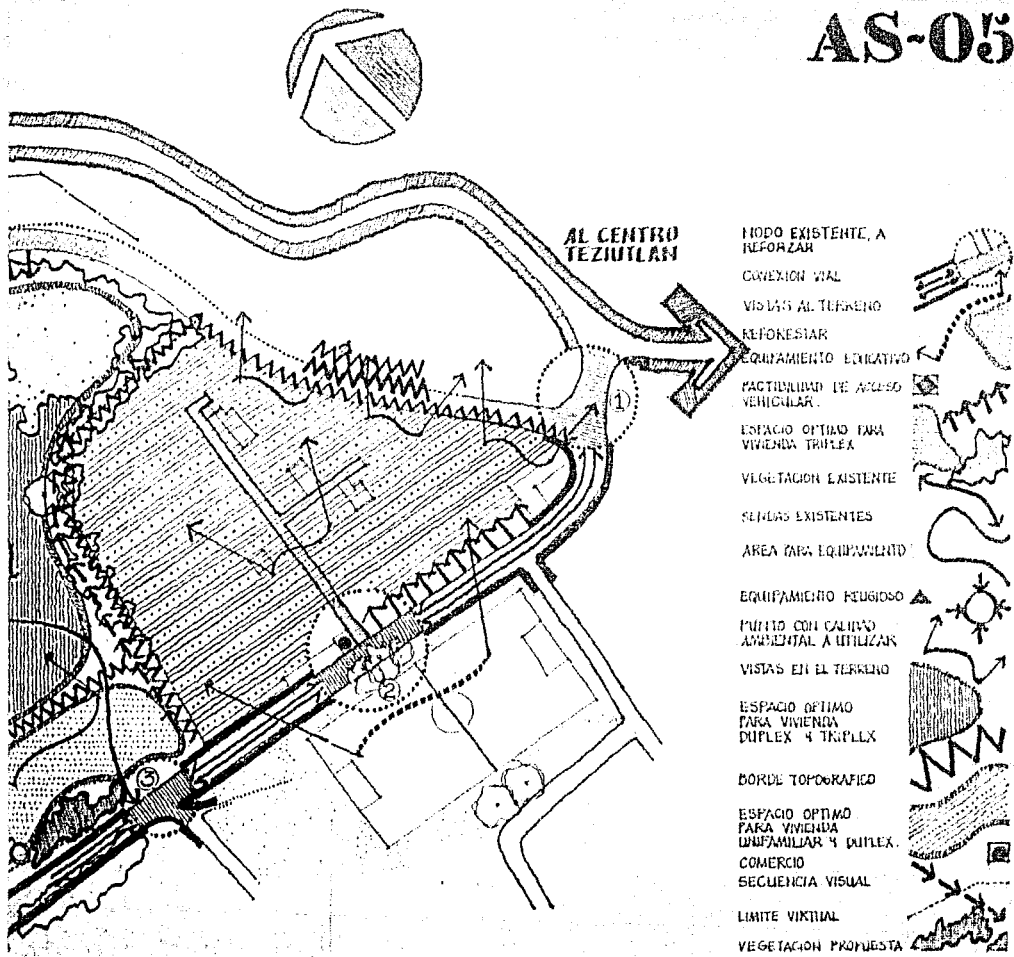 AS-05
AL CENTRO
TEZIUTLAN
NODO EXISTENTE, A
REFORZAR
CONEXION VIAL
VISTAS AL TERRENO
REFORESTAR
EQUIPAMIENTO EDUCATIVO
FACTIBILIDAD DE ACCESO
VEHICULAR.
ESPACIO OPTIMO PARA
VIVIENDA TRIPLEX
VEGETACION EXISTENTE
SENDAS EXISTENTES
AREA PARA EQUIPAMIENTO
EQUIPAMIENTO RELIGIOSO
PUNTO CON CALIDAD
AMBIENTAL A UTILIZAR
VISTAS EN EL TERRENO
ESPACIO OPTIMO
PARA VIVIENDA
DUPLEX Y TRIPLEX
BORDE TOPOGRAFICO
ESPACIO OPTIMO
PARA VIVIENDA
UNIFAMILIAR Y DUPLEX.
COMERCIO
SECUENCIA VISUAL
LIMITE VIRTUAL
VEGETACION PROPUESTA
1
2
3